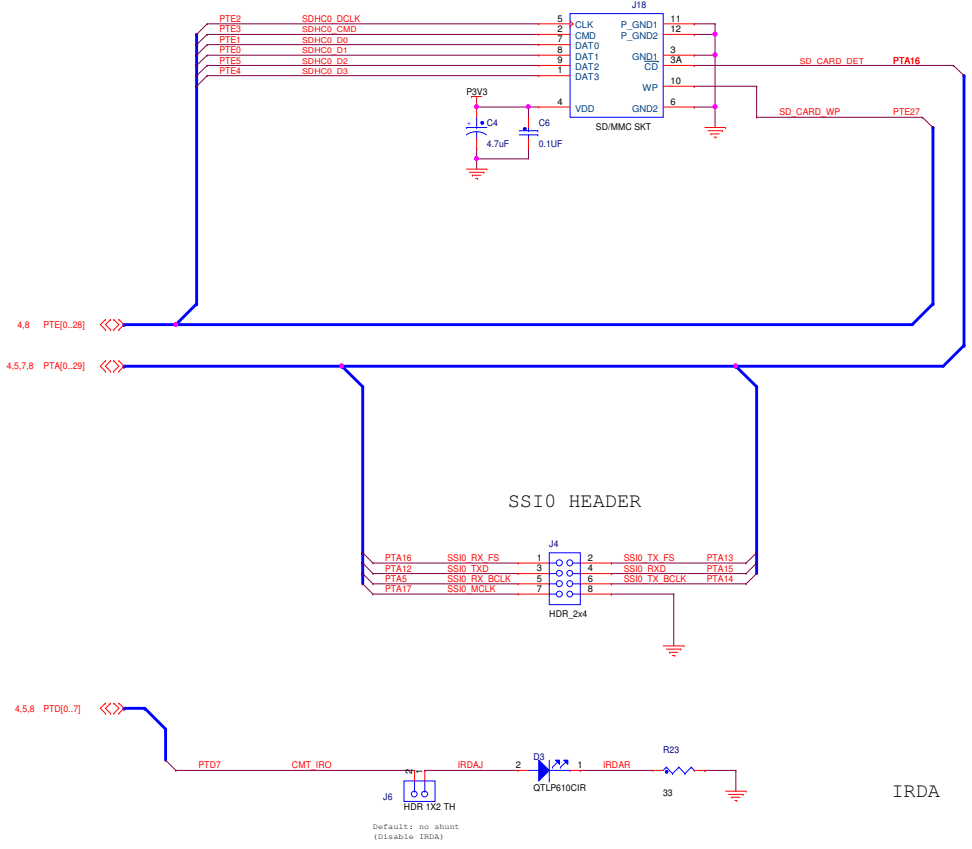 J18
PTE2 SDHC0_DCLK 5 CLK P_GND1 11
PTE3 SDHC0_CMD 2 CMD P_GND2 12
PTE1 SDHC0_D0 7 DAT0
PTE0 SDHC0_D1 8 DAT1 GND1 3
PTE5 SDHC0_D2 9 DAT2 CD 3A SD_CARD_DET PTA16
PTE4 SDHC0_D3 1 DAT3
WP 10
P3V3
4 VDD GND2 6
SD_CARD_WP PTE27
+ C4 C6
SD/MMC SKT
4.7uF 0.1UF
4,8 PTE[0..28]
4,5,7,8 PTA[0..29]
SSI0 HEADER
J4
PTA16 SSI0_RX_FS 1 2 SSI0_TX_FS PTA13
PTA12 SSI0_TXD 3 4 SSI0_RXD PTA15
PTA5 SSI0_RX_BCLK 5 6 SSI0_TX_BCLK PTA14
PTA17 SSI0_MCLK 7 8
HDR_2x4
4,5,8 PTD[0..7]
D3 R23
PTD7 CMT_IRO 2 1 IRDAJ 2 1 IRDAR
QTLP610CIR 33
J6
HDR 1X2 TH
IRDA
Default: no shunt
(Disable IRDA)